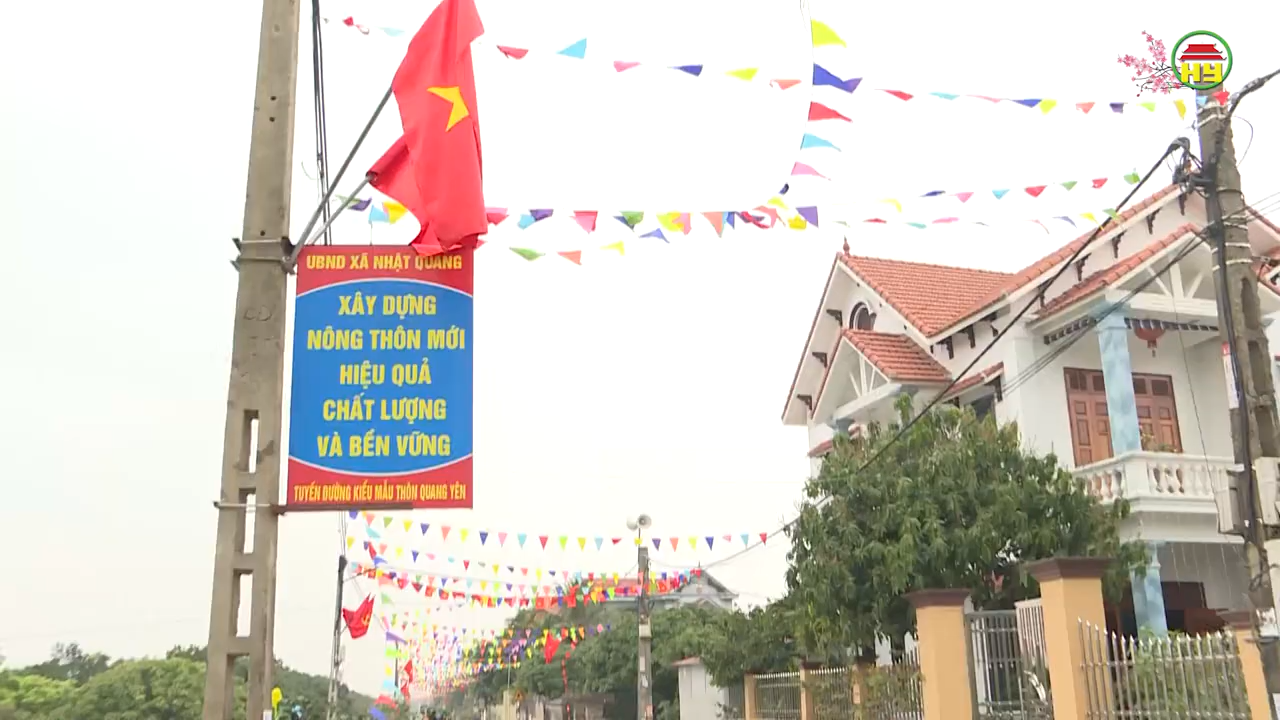 HY
UBND XÃ NHẬT QUANG
XÂY DỰNG
NÔNG THÔN MỚI
HIỆU QUẢ
CHẤT LƯỢNG
VÀ BỀN VỮNG
TUYẾN ĐƯỜNG KIỂU MẪU THÔN QUANG YÊN